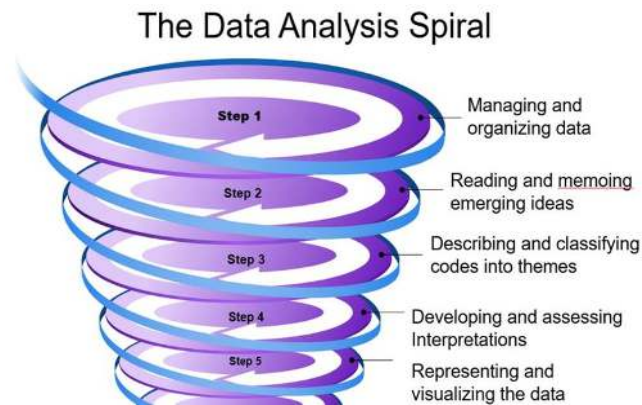 The Data Analysis Spiral
Step 1
Managing and
organizing data
Step 2
Reading and memoing
emerging ideas
Step 3
Describing and classifying
codes into themes
Step 4
Developing and assessing
Interpretations
Step 5
Representing and
visualizing the data